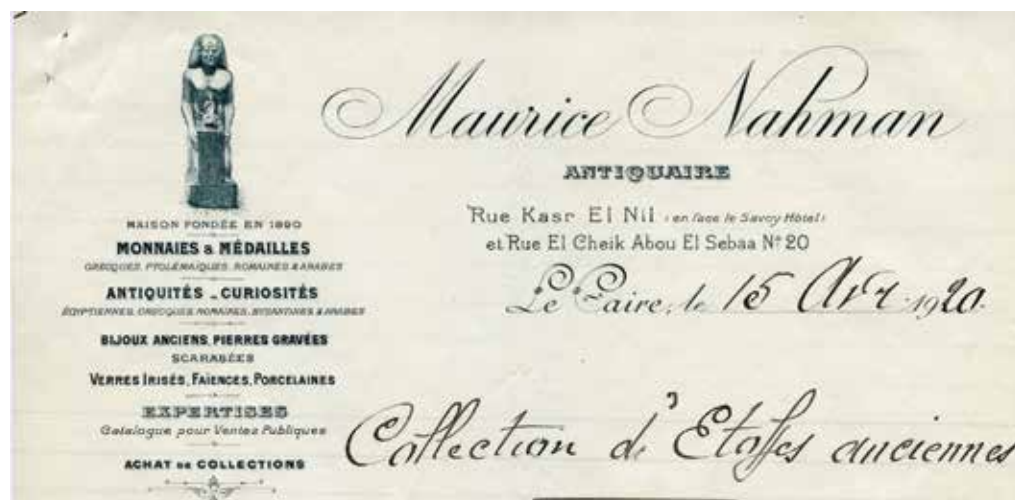 Maurice Nahman
ANTIQUAIRE
Rue Kasr El Nil (en face le Savoy Hôtel)
et Rue El Cheik Abou El Sebaa Nº 20
Le Caire, le 15 Avr 1920.
MAISON FONDÉE EN 1890
MONNAIES & MÉDAILLES
GRECQUES, PTOLÉMAÏQUES, ROMAINES & ARABES
ANTIQUITÉS - CURIOSITÉS
ÉGYPTIENNES, GRECQUES, ROMAINES, BYZANTINES & ARABES
BIJOUX ANCIENS, PIERRES GRAVÉES
SCARABÉES
VERRES IRISÉS, FAÏENCES, PORCELAINES
EXPERTISES
Catalogue pour Ventes Publiques
ACHAT DE COLLECTIONS
Collection d'Etoffes anciennes